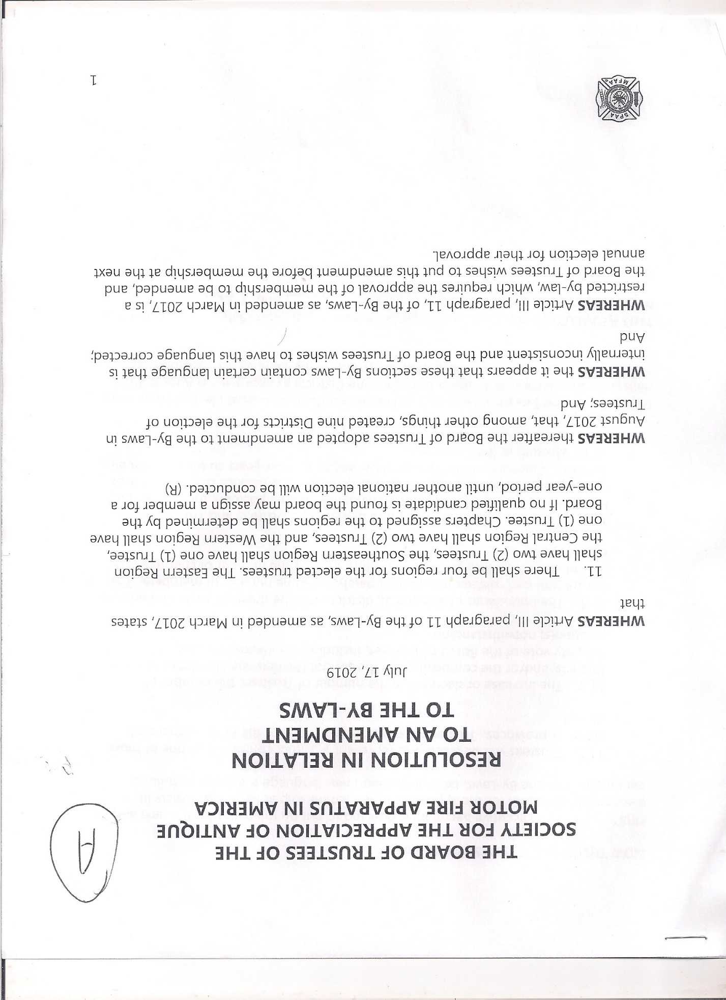 A
THE BOARD OF TRUSTEES OF THE
SOCIETY FOR THE APPRECIATION OF ANTIQUE
MOTOR FIRE APPARATUS IN AMERICA
RESOLUTION IN RELATION
TO AN AMENDMENT
TO THE BY-LAWS
July 17, 2019
WHEREAS Article III, paragraph 11 of the By-Laws, as amended in March 2017, states
that
11. There shall be four regions for the elected trustees. The Eastern Region
shall have two (2) Trustees, the Southeastern Region shall have one (1) Trustee,
the Central Region shall have two (2) Trustees, and the Western Region shall have
one (1) Trustee. Chapters assigned to the regions shall be determined by the
Board. If no qualified candidate is found the board may assign a member for a
one-year period, until another national election will be conducted. (R)
WHEREAS thereafter the Board of Trustees adopted an amendment to the By-Laws in
August 2017, that, among other things, created nine Districts for the election of
Trustees; And
WHEREAS the it appears that these sections By-Laws contain certain language that is
internally inconsistent and the Board of Trustees wishes to have this language corrected;
And
WHEREAS Article III, paragraph 11, of the By-Laws, as amended in March 2017, is a
restricted by-law, which requires the approval of the membership to be amended, and
the Board of Trustees wishes to put this amendment before the membership at the next
annual election for their approval.
SPAA
MFAA
1